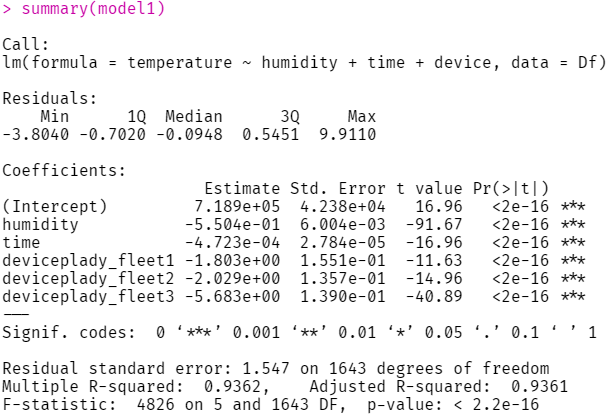 > summary(model1)

Call:
lm(formula = temperature ~ humidity + time + device, data = Df)

Residuals:
    Min      1Q  Median      3Q     Max
-3.8040 -0.7020 -0.0948  0.5451  9.9110

Coefficients:
                     Estimate Std. Error t value Pr(>|t|)
(Intercept)         7.189e+05  4.238e+04   16.96   <2e-16 ***
humidity           -5.504e-01  6.004e-03  -91.67   <2e-16 ***
time               -4.723e-04  2.784e-05  -16.96   <2e-16 ***
deviceplady_fleet1 -1.803e+00  1.551e-01  -11.63   <2e-16 ***
deviceplady_fleet2 -2.029e+00  1.357e-01  -14.96   <2e-16 ***
deviceplady_fleet3 -5.683e+00  1.390e-01  -40.89   <2e-16 ***
---
Signif. codes:  0 ‘***’ 0.001 ‘**’ 0.01 ‘*’ 0.05 ‘.’ 0.1 ‘ ’ 1

Residual standard error: 1.547 on 1643 degrees of freedom
Multiple R-squared:  0.9362,    Adjusted R-squared:  0.9361
F-statistic:  4826 on 5 and 1643 DF,  p-value: < 2.2e-16